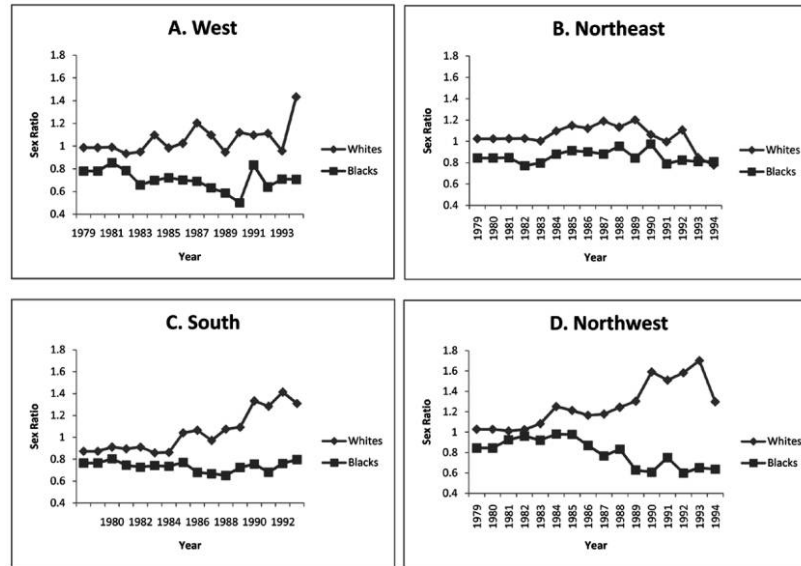 A. West
1.8
1.6
1.4
1.2
1
0.8
0.6
0.4
Sex Ratio
1979 1981 1983 1985 1987 1989 1991 1993
Year
Whites
Blacks
B. Northeast
1.8
1.6
1.4
1.2
1
0.8
0.6
0.4
Sex Ratio
1979 1980 1981 1982 1983 1984 1985 1986 1987 1988 1989 1990 1991 1992 1993 1994
Year
Whites
Blacks
C. South
1.8
1.6
1.4
1.2
1
0.8
0.6
0.4
Sex Ratio
1980 1982 1984 1986 1988 1990 1992
Year
Whites
Blacks
D. Northwest
1.8
1.6
1.4
1.2
1
0.8
0.6
0.4
Sex Ratio
1979 1980 1981 1982 1983 1984 1985 1986 1987 1988 1989 1990 1991 1992 1993 1994
Year
Whites
Blacks